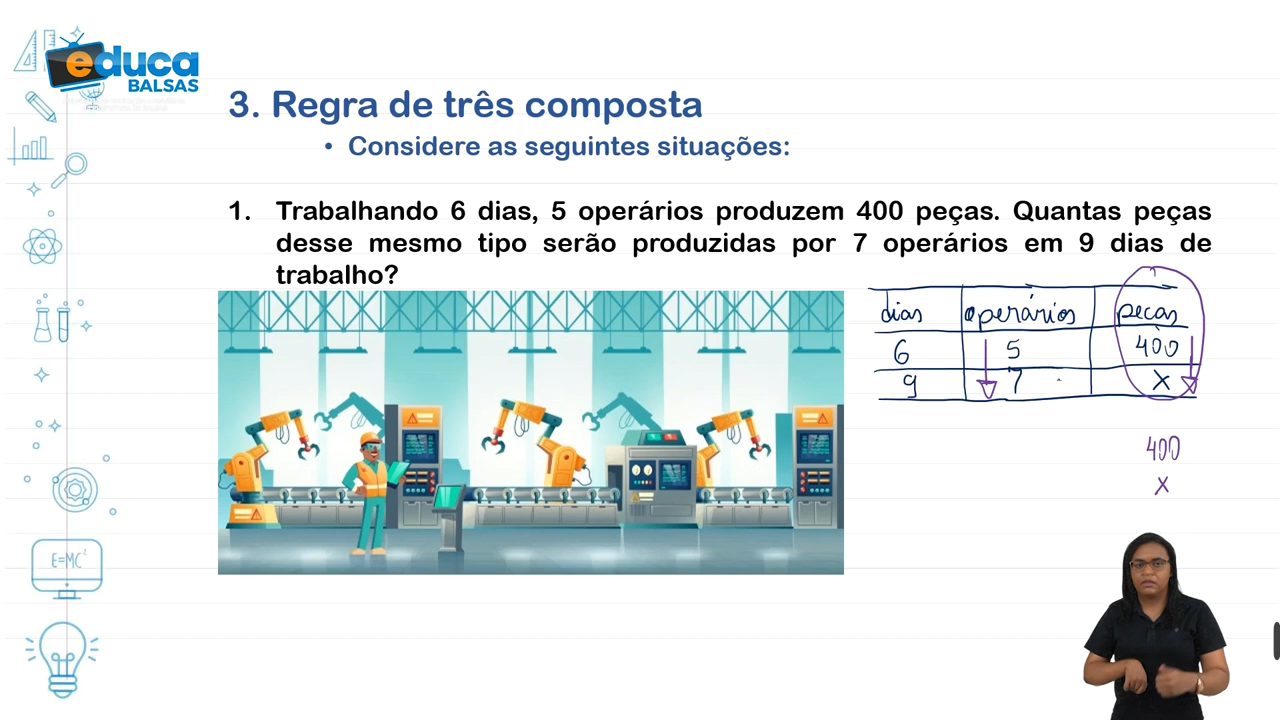 educa
BALSAS
3. Regra de três composta
• Considere as seguintes situações:
1. Trabalhando 6 dias, 5 operários produzem 400 peças. Quantas peças
desse mesmo tipo serão produzidas por 7 operários em 9 dias de
trabalho?
dias operários peças
6 5 400
9 7 x
400
x
E=MC²